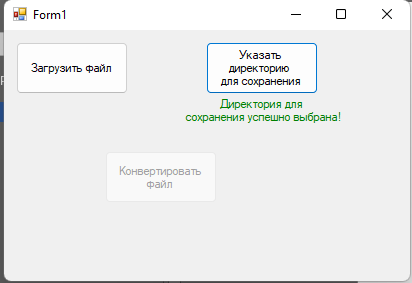 Form1
Загрузить файл
Указать
директорию
для сохранения
Директория для
сохранения успешно выбрана!
Конвертировать
файл